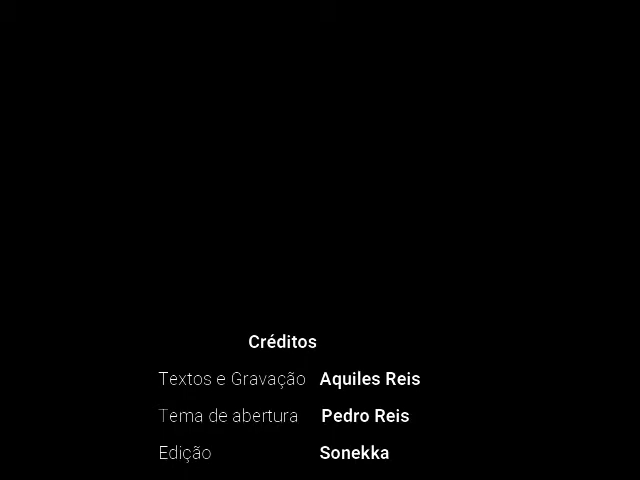 Créditos
Textos e Gravação Aquiles Reis
Tema de abertura Pedro Reis
Edição Sonekka